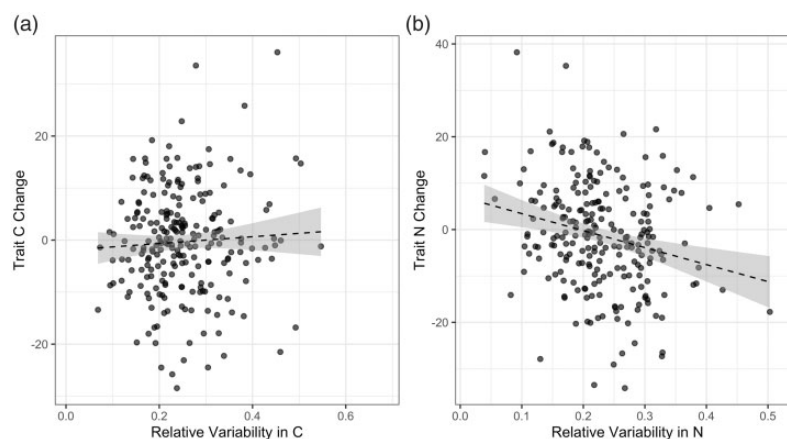 (a)
Trait C Change
20
0
-20
0.0 0.2 0.4 0.6
Relative Variability in C
(b)
Trait N Change
40
20
0
-20
0.0 0.1 0.2 0.3 0.4 0.5
Relative Variability in N